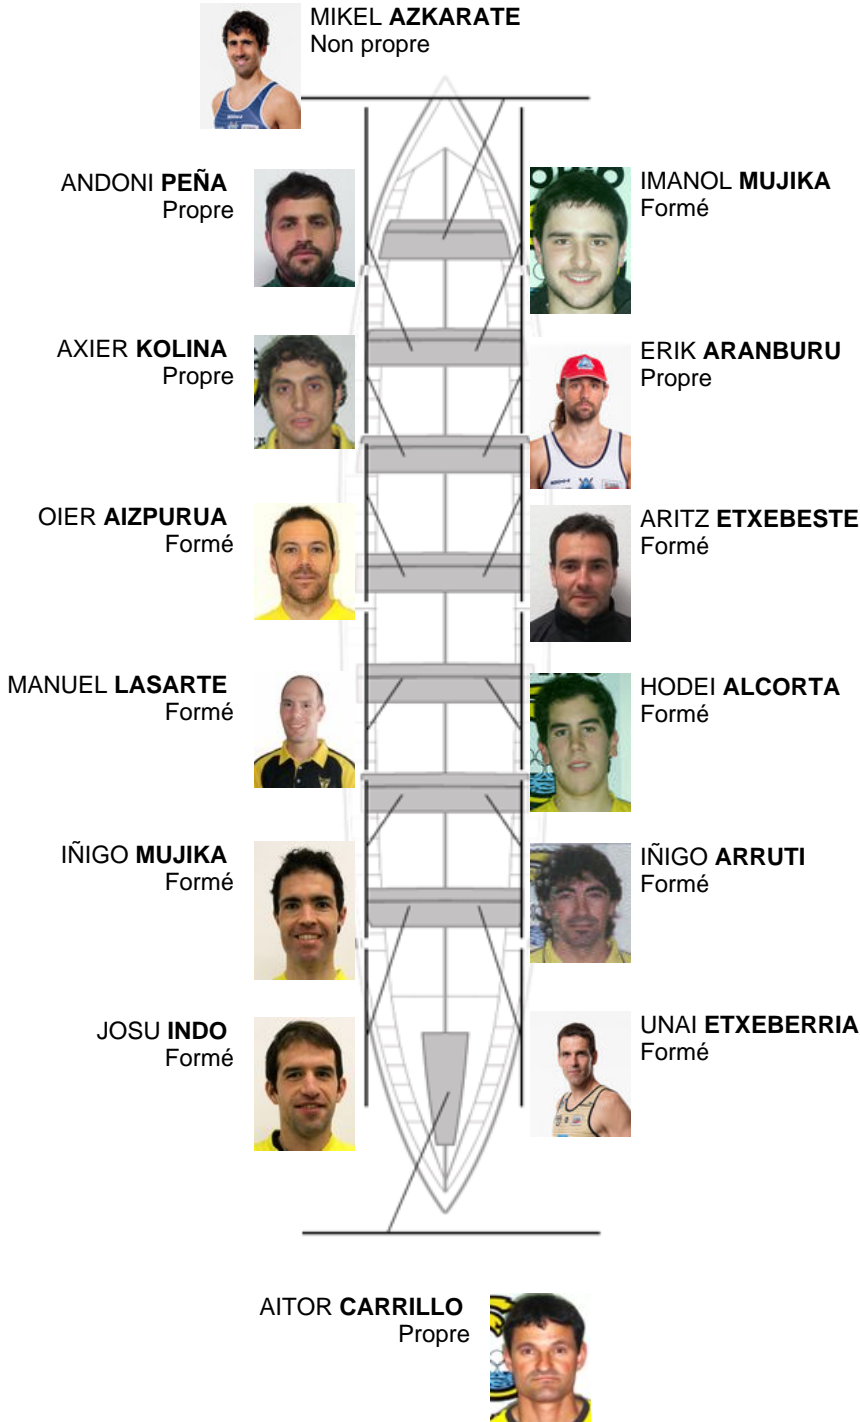 MIKEL AZKARATE
Non propre
ANDONI PEÑA
Propre
IMANOL MUJIKA
Formé
AXIER KOLINA
Propre
ERIK ARANBURU
Propre
OIER AIZPURUA
Formé
ARITZ ETXEBESTE
Formé
MANUEL LASARTE
Formé
HODEI ALCORTA
Formé
IÑIGO MUJIKA
Formé
IÑIGO ARRUTI
Formé
JOSU INDO
Formé
UNAI ETXEBERRIA
Formé
AITOR CARRILLO
Propre